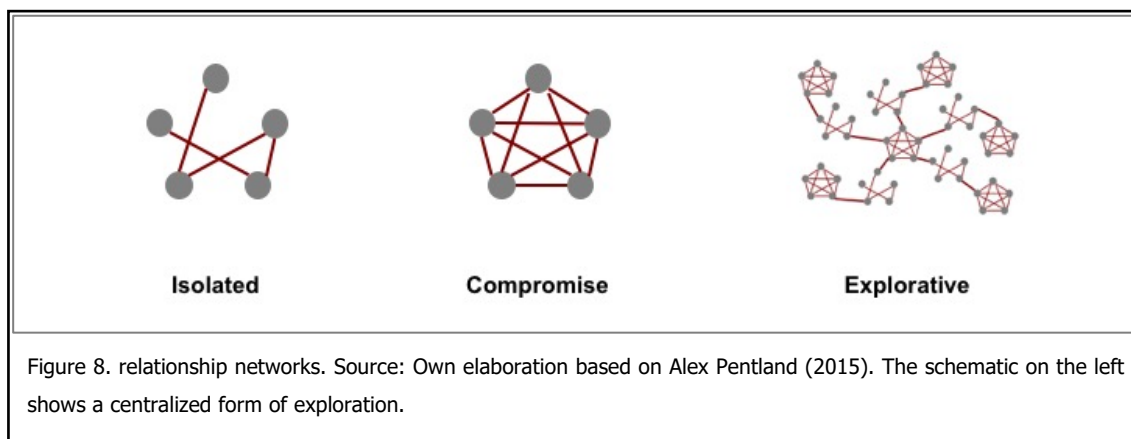 Isolated Compromise Explorative
Figure 8. relationship networks. Source: Own elaboration based on Alex Pentland (2015). The schematic on the left
shows a centralized form of exploration.